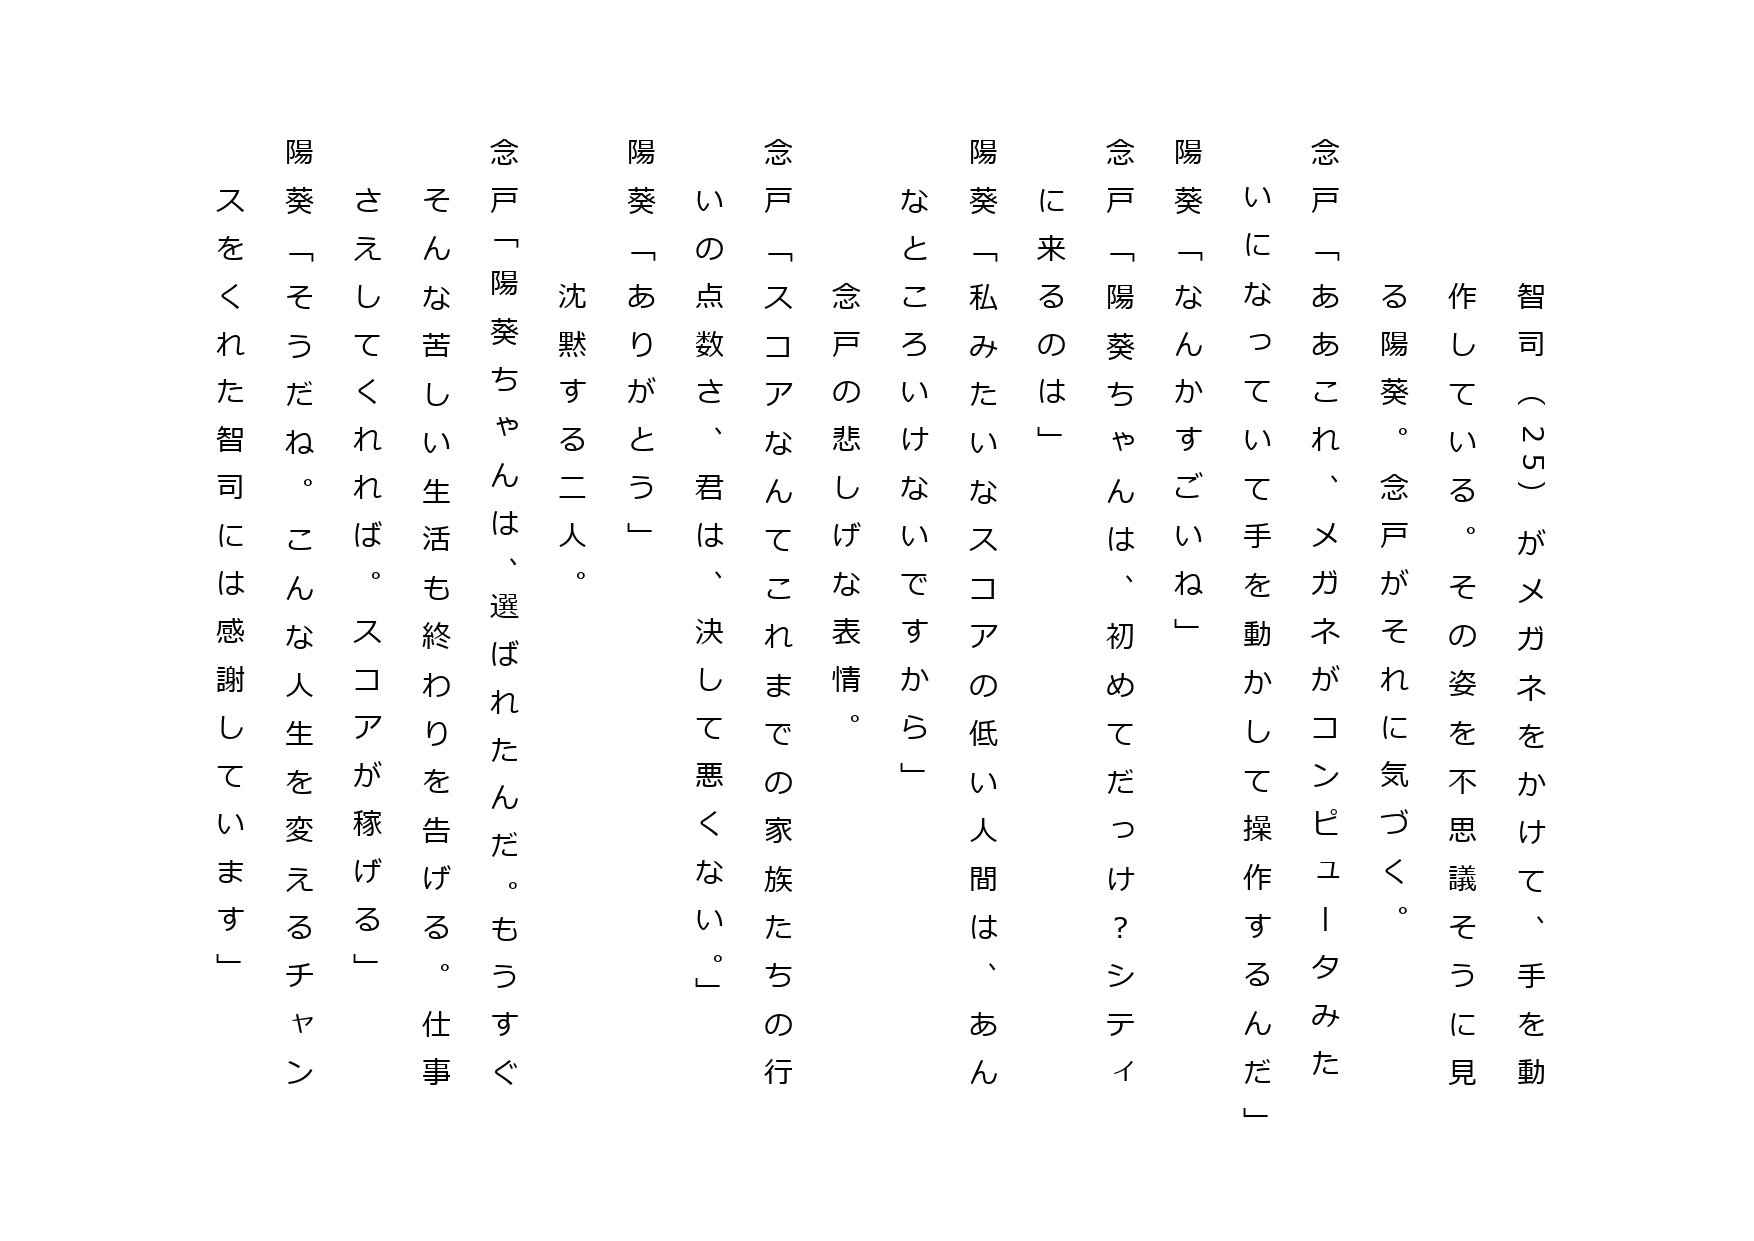 智司（25）がメガネをかけて、手を動
作している。その姿を不思議そうに見
る陽葵。念戸がそれに気づく。
念戸「ああこれ、メガネがコンピュータみた
いになっていて手を動かして操作するんだ」
陽葵「なんかすごいね」
念戸「陽葵ちゃんは、初めてだっけ？シティ
に来るのは」
陽葵「私みたいなスコアの低い人間は、あん
なところいけないですから」
念戸の悲しげな表情。
念戸「スコアなんてこれまでの家族たちの行
いの点数さ、君は、決して悪くない。」
陽葵「ありがとう」
沈黙する二人。
念戸「陽葵ちゃんは、選ばれたんだ。もうすぐ
そんな苦しい生活も終わりを告げる。仕事
さえしてくれれば。スコアが稼げる」
陽葵「そうだね。こんな人生を変えるチャン
スをくれた智司には感謝しています」